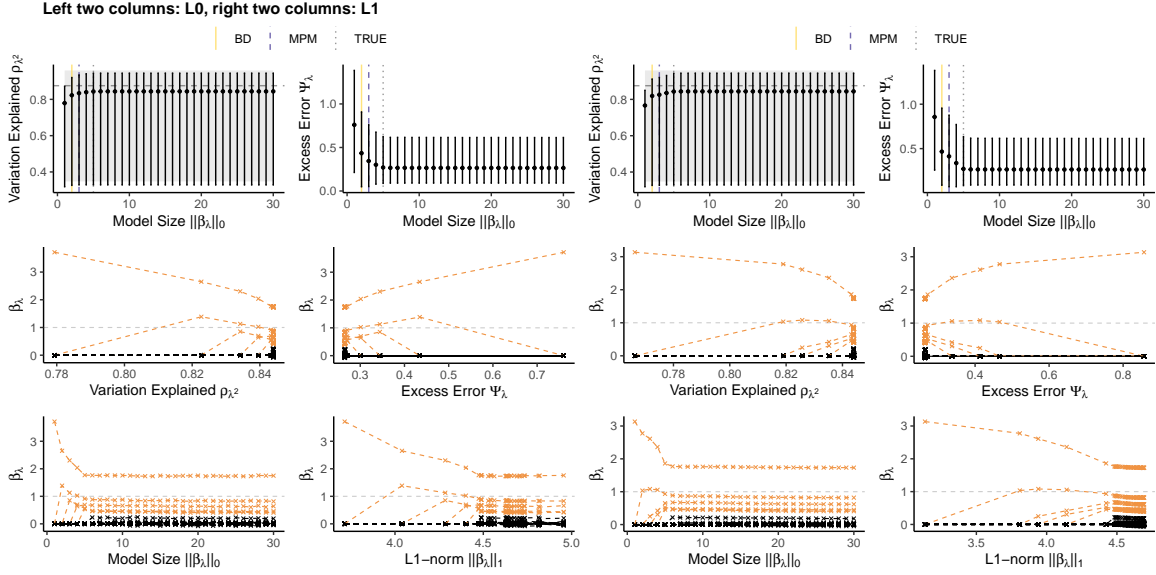 Left two columns: L0, right two columns: L1
BD MPM TRUE
BD MPM TRUE
Variation Explained ρλ²
0.8
0.6
0.4
0 10 20 30
Model Size ||βλ||0
Excess Error Ψλ
1.0
0.5
0.0
0 10 20 30
Model Size ||βλ||0
Variation Explained ρλ²
0.8
0.6
0.4
0 10 20 30
Model Size ||βλ||0
Excess Error Ψλ
1.0
0.5
0 10 20 30
Model Size ||βλ||0
βλ
3
2
1
0
0.78 0.80 0.82 0.84
Variation Explained ρλ²
βλ
3
2
1
0
0.3 0.4 0.5 0.6 0.7
Excess Error Ψλ
βλ
3
2
1
0
0.78 0.80 0.82 0.84
Variation Explained ρλ²
βλ
3
2
1
0
0.4 0.6 0.8
Excess Error Ψλ
βλ
3
2
1
0
0 10 20 30
Model Size ||βλ||0
βλ
3
2
1
0
4.0 4.5 5.0
L1−norm ||βλ||1
βλ
3
2
1
0
0 10 20 30
Model Size ||βλ||0
βλ
3
2
1
0
3.0 3.5 4.0 4.5
L1−norm ||βλ||1